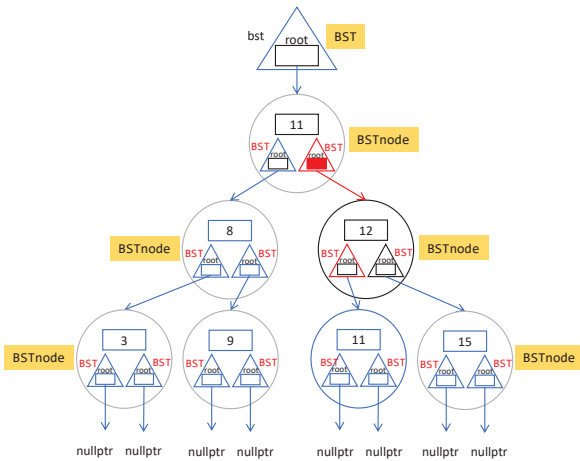 bst root BST
11
BST root root BST BSTnode
8 12
BSTnode BST root root BST BST root root BST BSTnode
3 9 11 15
BSTnode BST root root BST BST root root BST BST root root BST BST root root BST BSTnode
nullptr nullptr nullptr nullptr nullptr nullptr nullptr nullptr